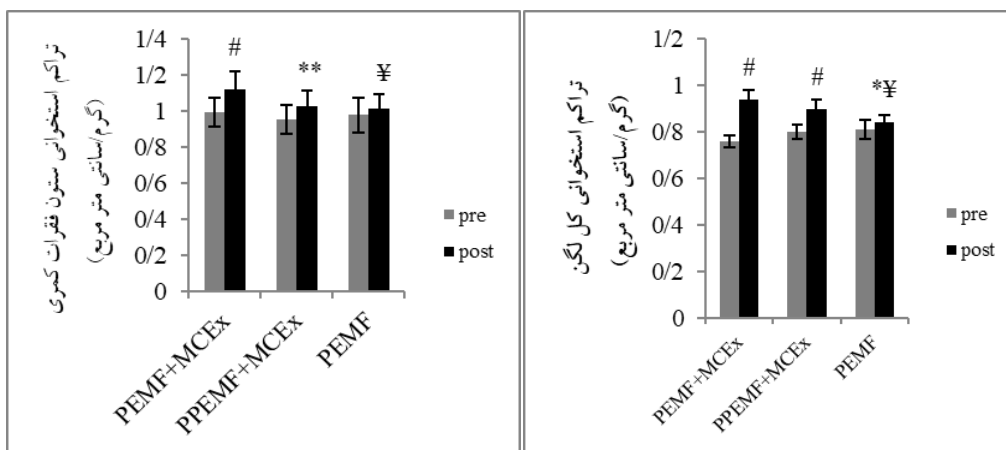 تراکم استخوانی ستون فقرات کمری
(گرم/سانتی متر مربع)
1/4
1/2
1
0/8
0/6
0/4
0/2
0
#
**
¥
PEMF+MCEx
PPEMF+MCEx
PEMF
pre
post
تراکم استخوانی کل لگن
(گرم/سانتی متر مربع)
1/2
1
0/8
0/6
0/4
0/2
0
#
#
*¥
PEMF+MCEx
PPEMF+MCEx
PEMF
pre
post